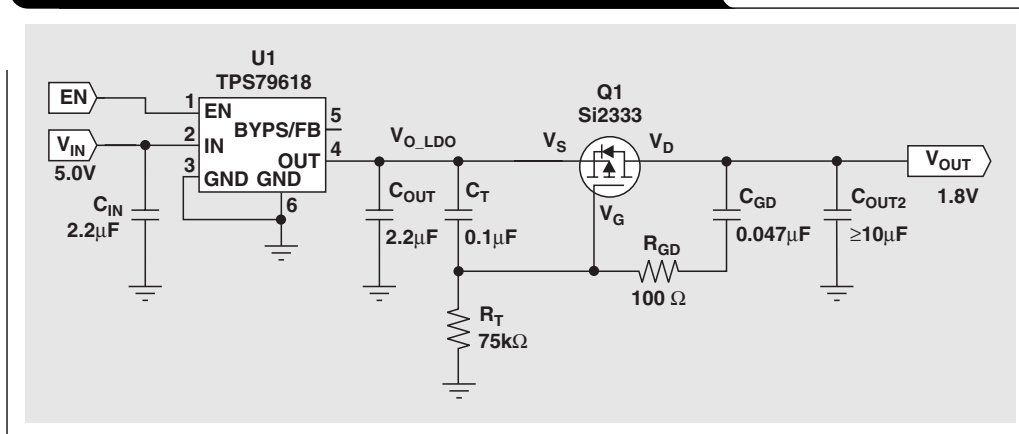 U1
TPS79618
EN
1
EN
5
BYPS/FB
V_IN
5.0V
2
IN
OUT
4
3
GND GND
6
C_IN
2.2μF
V_O_LDO
C_OUT
2.2μF
C_T
0.1μF
R_T
75kΩ
Q1
Si2333
V_S
V_D
V_G
R_GD
100 Ω
C_GD
0.047μF
C_OUT2
≥10μF
V_OUT
1.8V